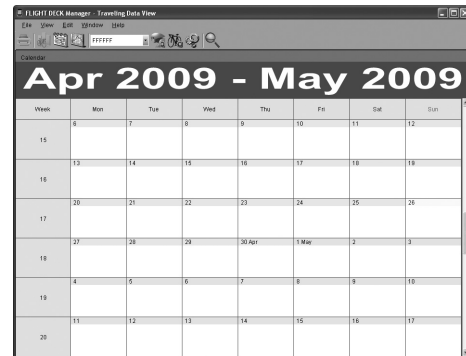 FLIGHT DECK Manager - Traveling Data View
File View Edit Window Help
FFFFFF
Calendar
Apr 2009 - May 2009
Week Mon Tue Wed Thu Fri Sat Sun
15 6 7 8 9 10 11 12
16 13 14 15 16 17 18 19
17 20 21 22 23 24 25 26
18 27 28 29 30 Apr 1 May 2 3
19 4 5 6 7 8 9 10
20 11 12 13 14 15 16 17